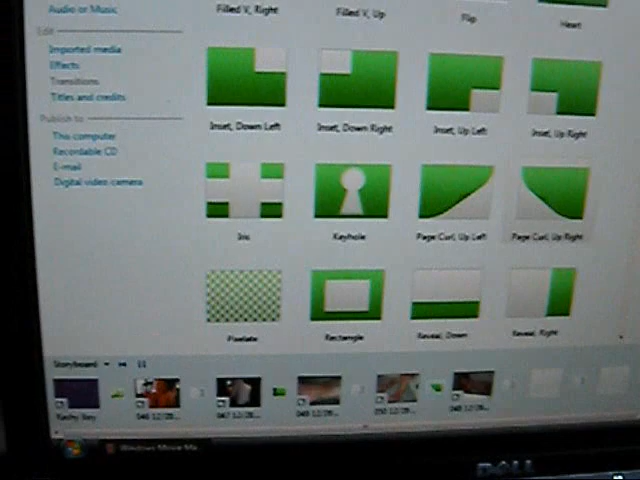 Audio or Music
Filled V, Right
Filled V, Up
Flip
Heart
Edit
Imported media
Effects
Transitions
Titles and credits
Inset, Down Left
Inset, Down Right
Inset, Up Left
Inset, Up Right
Publish to
This computer
Recordable CD
E-mail
Digital video camera
Iris
Keyhole
Page Curl, Up Left
Page Curl, Up Right
Pixelate
Rectangle
Reveal, Down
Reveal, Right
Storyboard
DELL